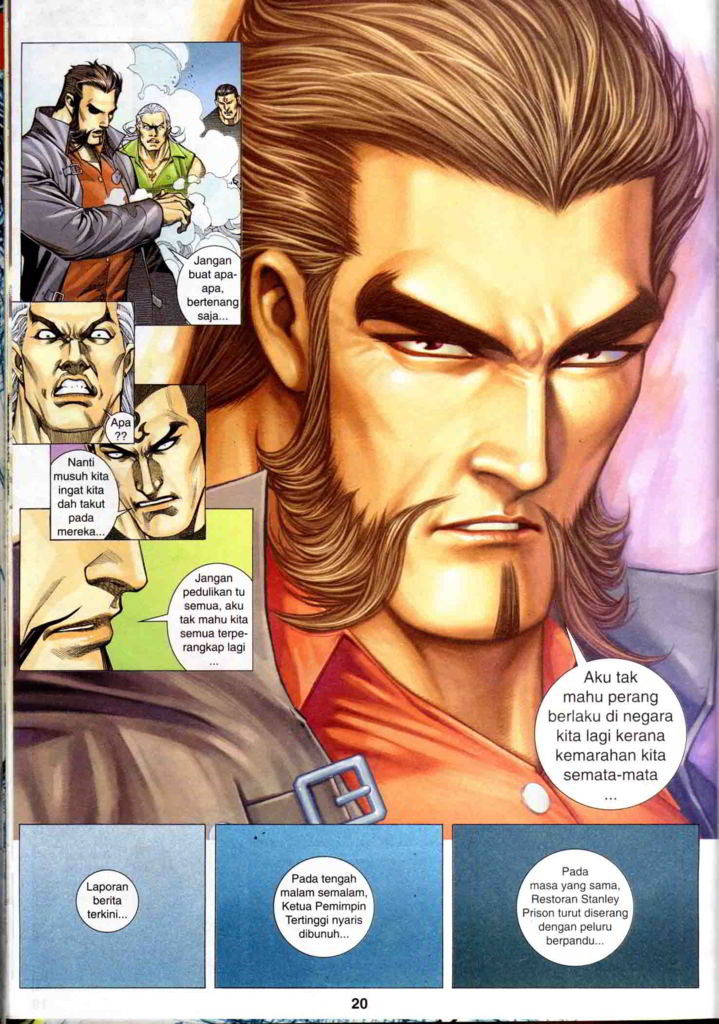 Jangan
buat apa-
apa,
bertenang
saja...
Apa
??
Nanti
musuh kita
ingat kita
dah takut
pada
mereka...
Jangan
pedulikan tu
semua, aku
tak mahu kita
semua terpe-
rangkap lagi
...
Aku tak
mahu perang
berlaku di negara
kita lagi kerana
kemarahan kita
semata-mata
...
Laporan
berita
terkini...
Pada tengah
malam semalam,
Ketua Pemimpin
Tertinggi nyaris
dibunuh...
Pada
masa yang sama,
Restoran Stanley
Prison turut diserang
dengan peluru
berpandu...
20